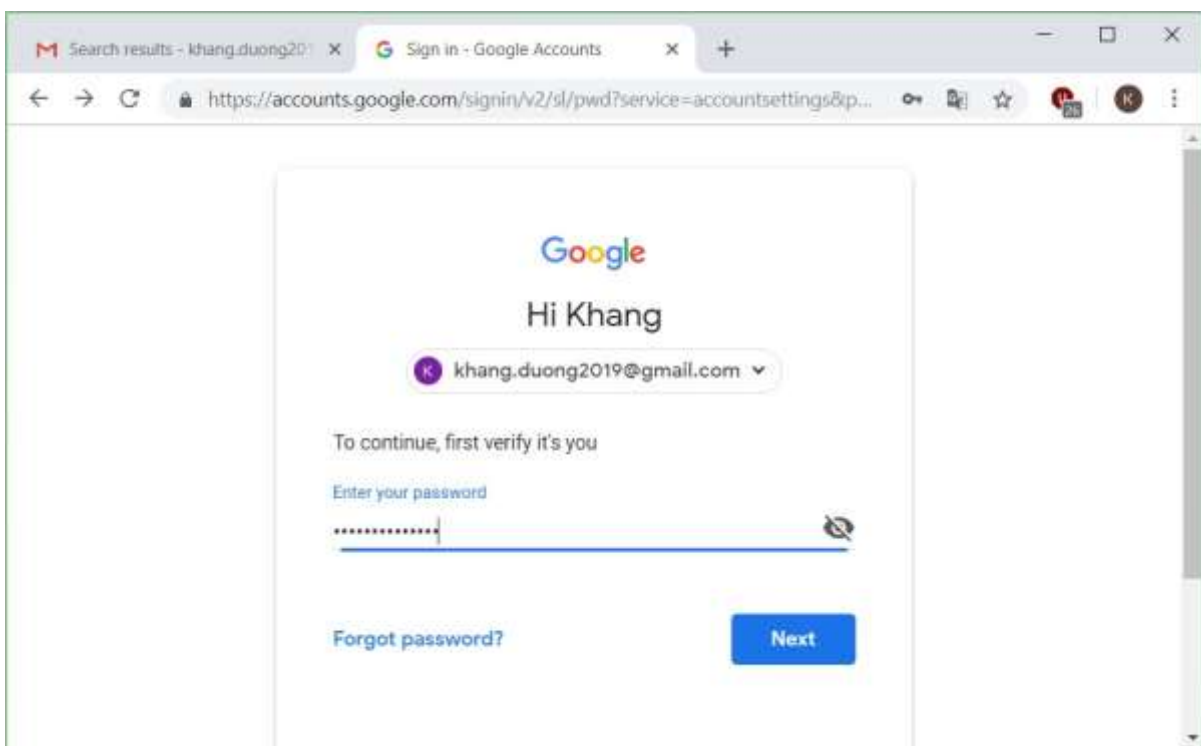 Search results - khang.duong201
Sign in - Google Accounts
https://accounts.google.com/signin/v2/sl/pwd?service=accountsettings&p...
26
K
Google
Hi Khang
K khang.duong2019@gmail.com
To continue, first verify it's you
Enter your password
Forgot password?
Next